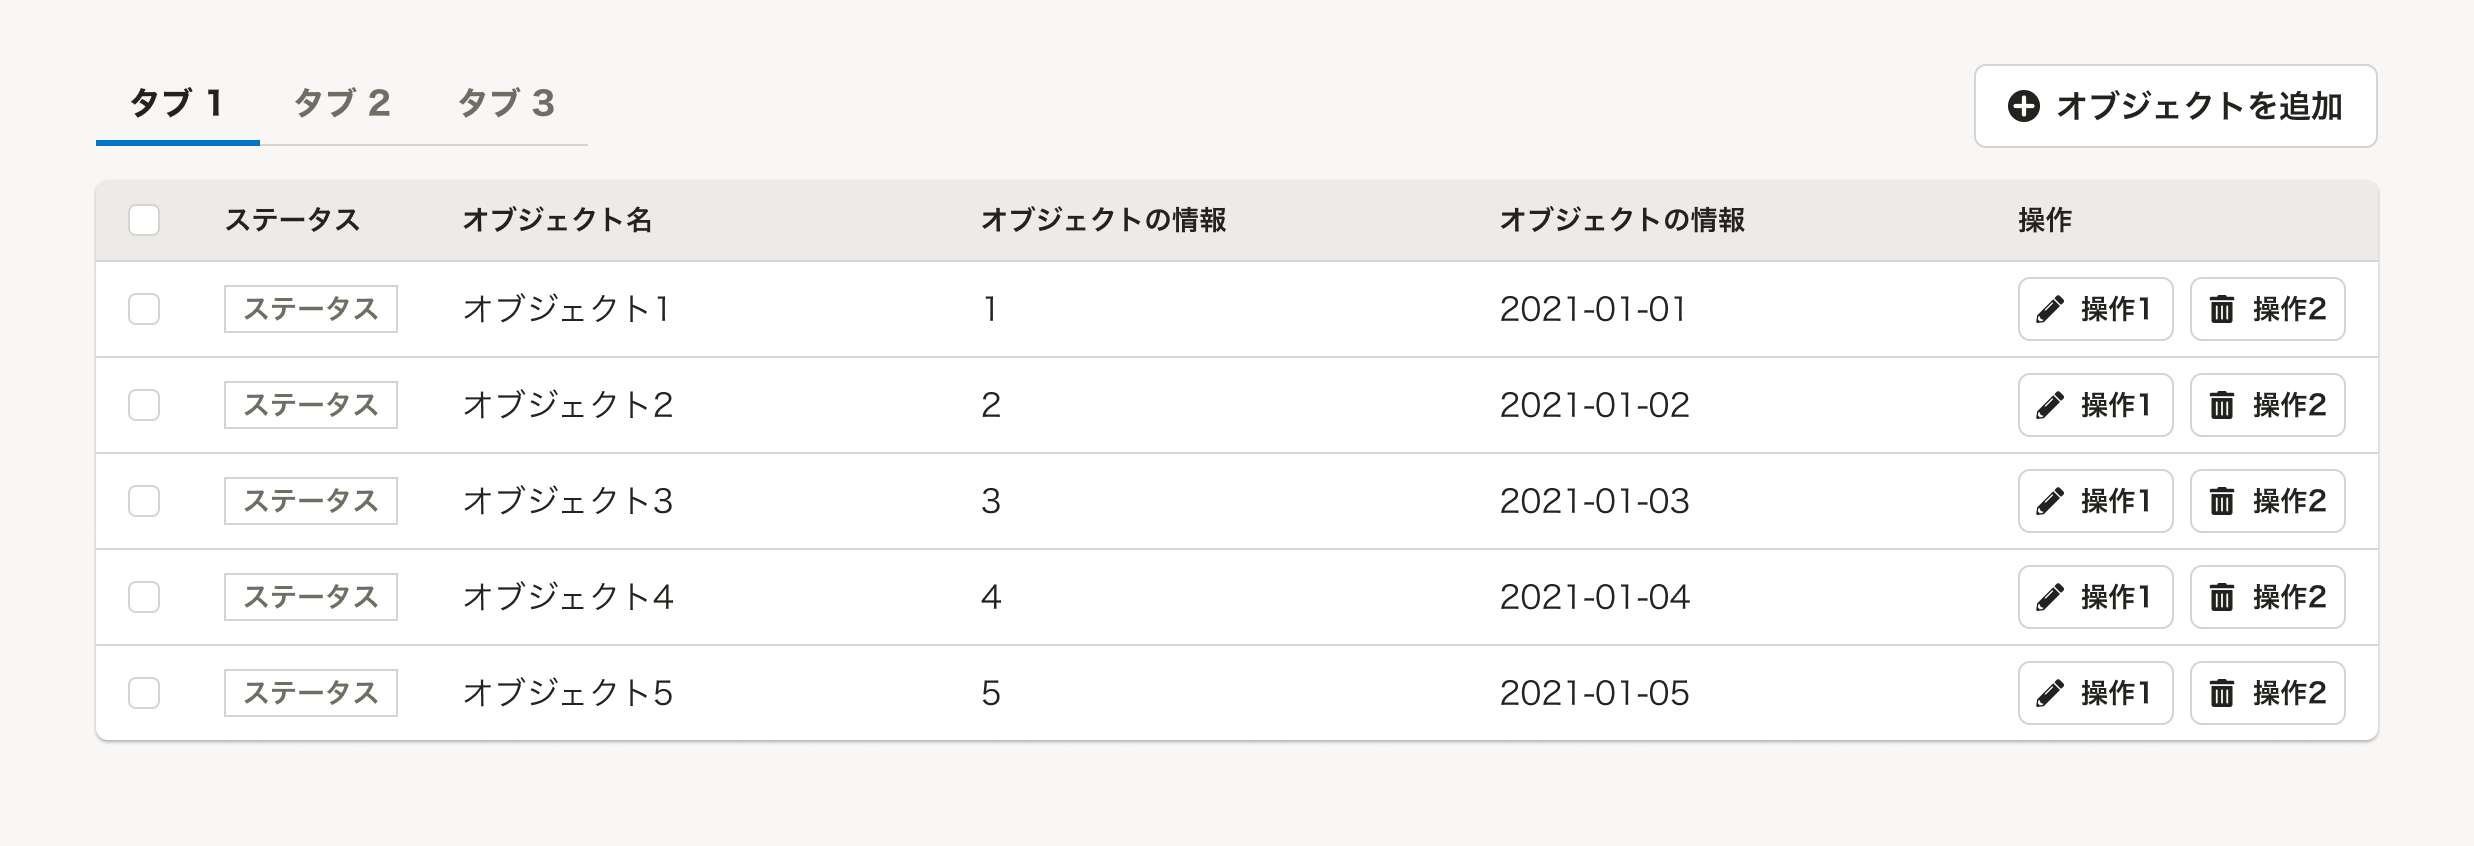 タブ 1 タブ 2 タブ 3 オブジェクトを追加
ステータス オブジェクト名 オブジェクトの情報 オブジェクトの情報 操作
ステータス オブジェクト1 1 2021-01-01 操作1 操作2
ステータス オブジェクト2 2 2021-01-02 操作1 操作2
ステータス オブジェクト3 3 2021-01-03 操作1 操作2
ステータス オブジェクト4 4 2021-01-04 操作1 操作2
ステータス オブジェクト5 5 2021-01-05 操作1 操作2